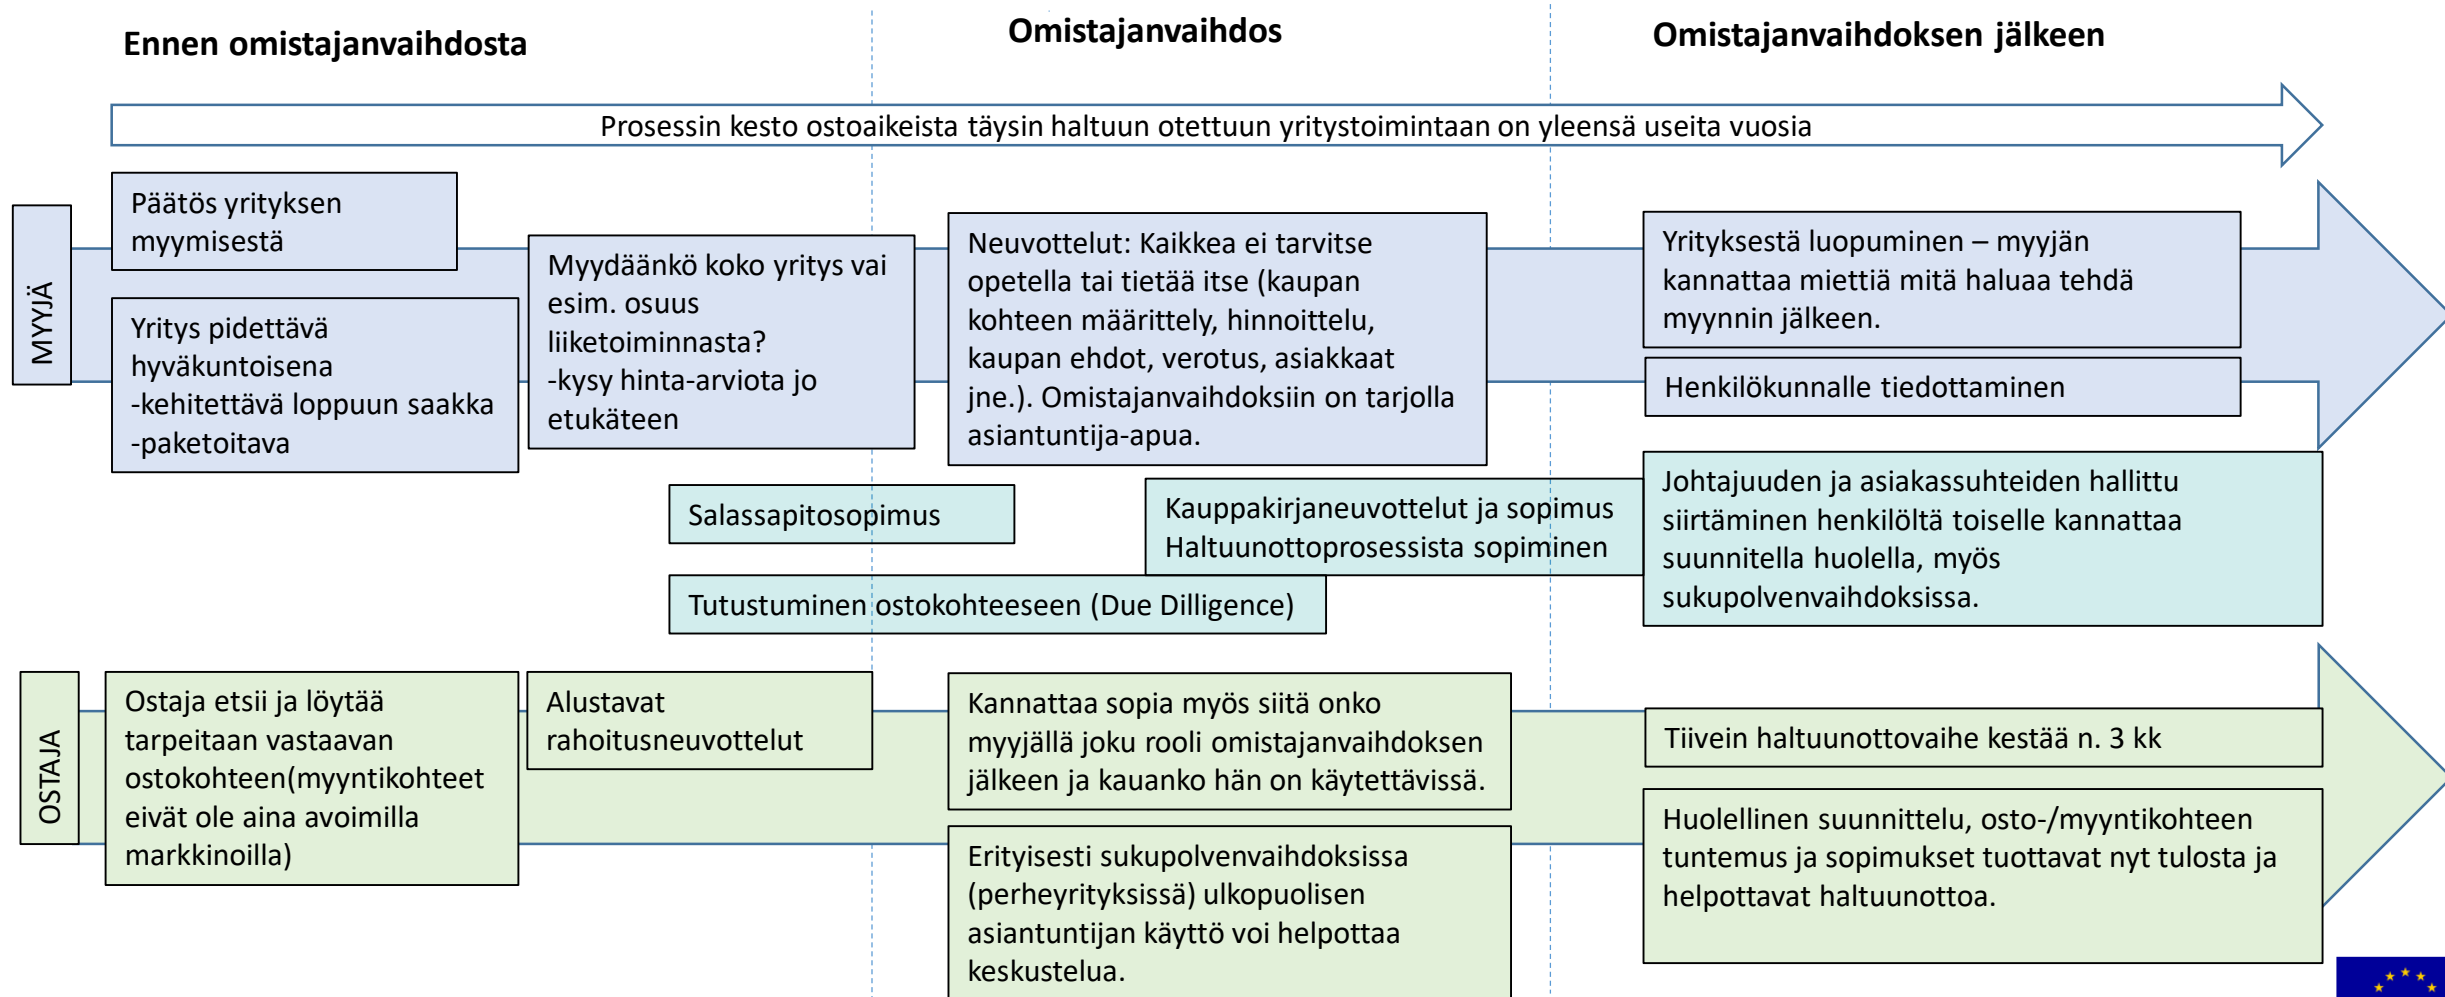 Ennen omistajanvaihdosta
Omistajanvaihdos
Omistajanvaihdoksen jälkeen
Prosessin kesto ostoaikeista täysin haltuun otettuun yritystoimintaan on yleensä useita vuosia
MYYJÄ
Päätös yrityksen
myymisestä
Yritys pidettävä
hyväkuntoisena
-kehitettävä loppuun saakka
-paketoitava
Myydäänkö koko yritys vai
esim. osuus
liiketoiminnasta?
-kysy hinta-arviota jo
etukäteen
Neuvottelut: Kaikkea ei tarvitse
opetella tai tietää itse (kaupan
kohteen määrittely, hinnoittelu,
kaupan ehdot, verotus, asiakkaat
jne.). Omistajanvaihdoksiin on tarjolla
asiantuntija-apua.
Yrityksestä luopuminen – myyjän
kannattaa miettiä mitä haluaa tehdä
myynnin jälkeen.
Henkilökunnalle tiedottaminen
Salassapitosopimus
Tutustuminen ostokohteeseen (Due Dilligence)
Kauppakirjaneuvottelut ja sopimus
Haltuunottoprosessista sopiminen
Johtajuuden ja asiakassuhteiden hallittu
siirtäminen henkilöltä toiselle kannattaa
suunnitella huolella, myös
sukupolvenvaihdoksissa.
OSTAJA
Ostaja etsii ja löytää
tarpeitaan vastaavan
ostokohteen(myyntikohteet
eivät ole aina avoimilla
markkinoilla)
Alustavat
rahoitusneuvottelut
Kannattaa sopia myös siitä onko
myyjällä joku rooli omistajanvaihdoksen
jälkeen ja kauanko hän on käytettävissä.
Erityisesti sukupolvenvaihdoksissa
(perheyrityksissä) ulkopuolisen
asiantuntijan käyttö voi helpottaa
keskustelua.
Tiivein haltuunottovaihe kestää n. 3 kk
Huolellinen suunnittelu, osto-/myyntikohteen
tuntemus ja sopimukset tuottavat nyt tulosta ja
helpottavat haltuunottoa.